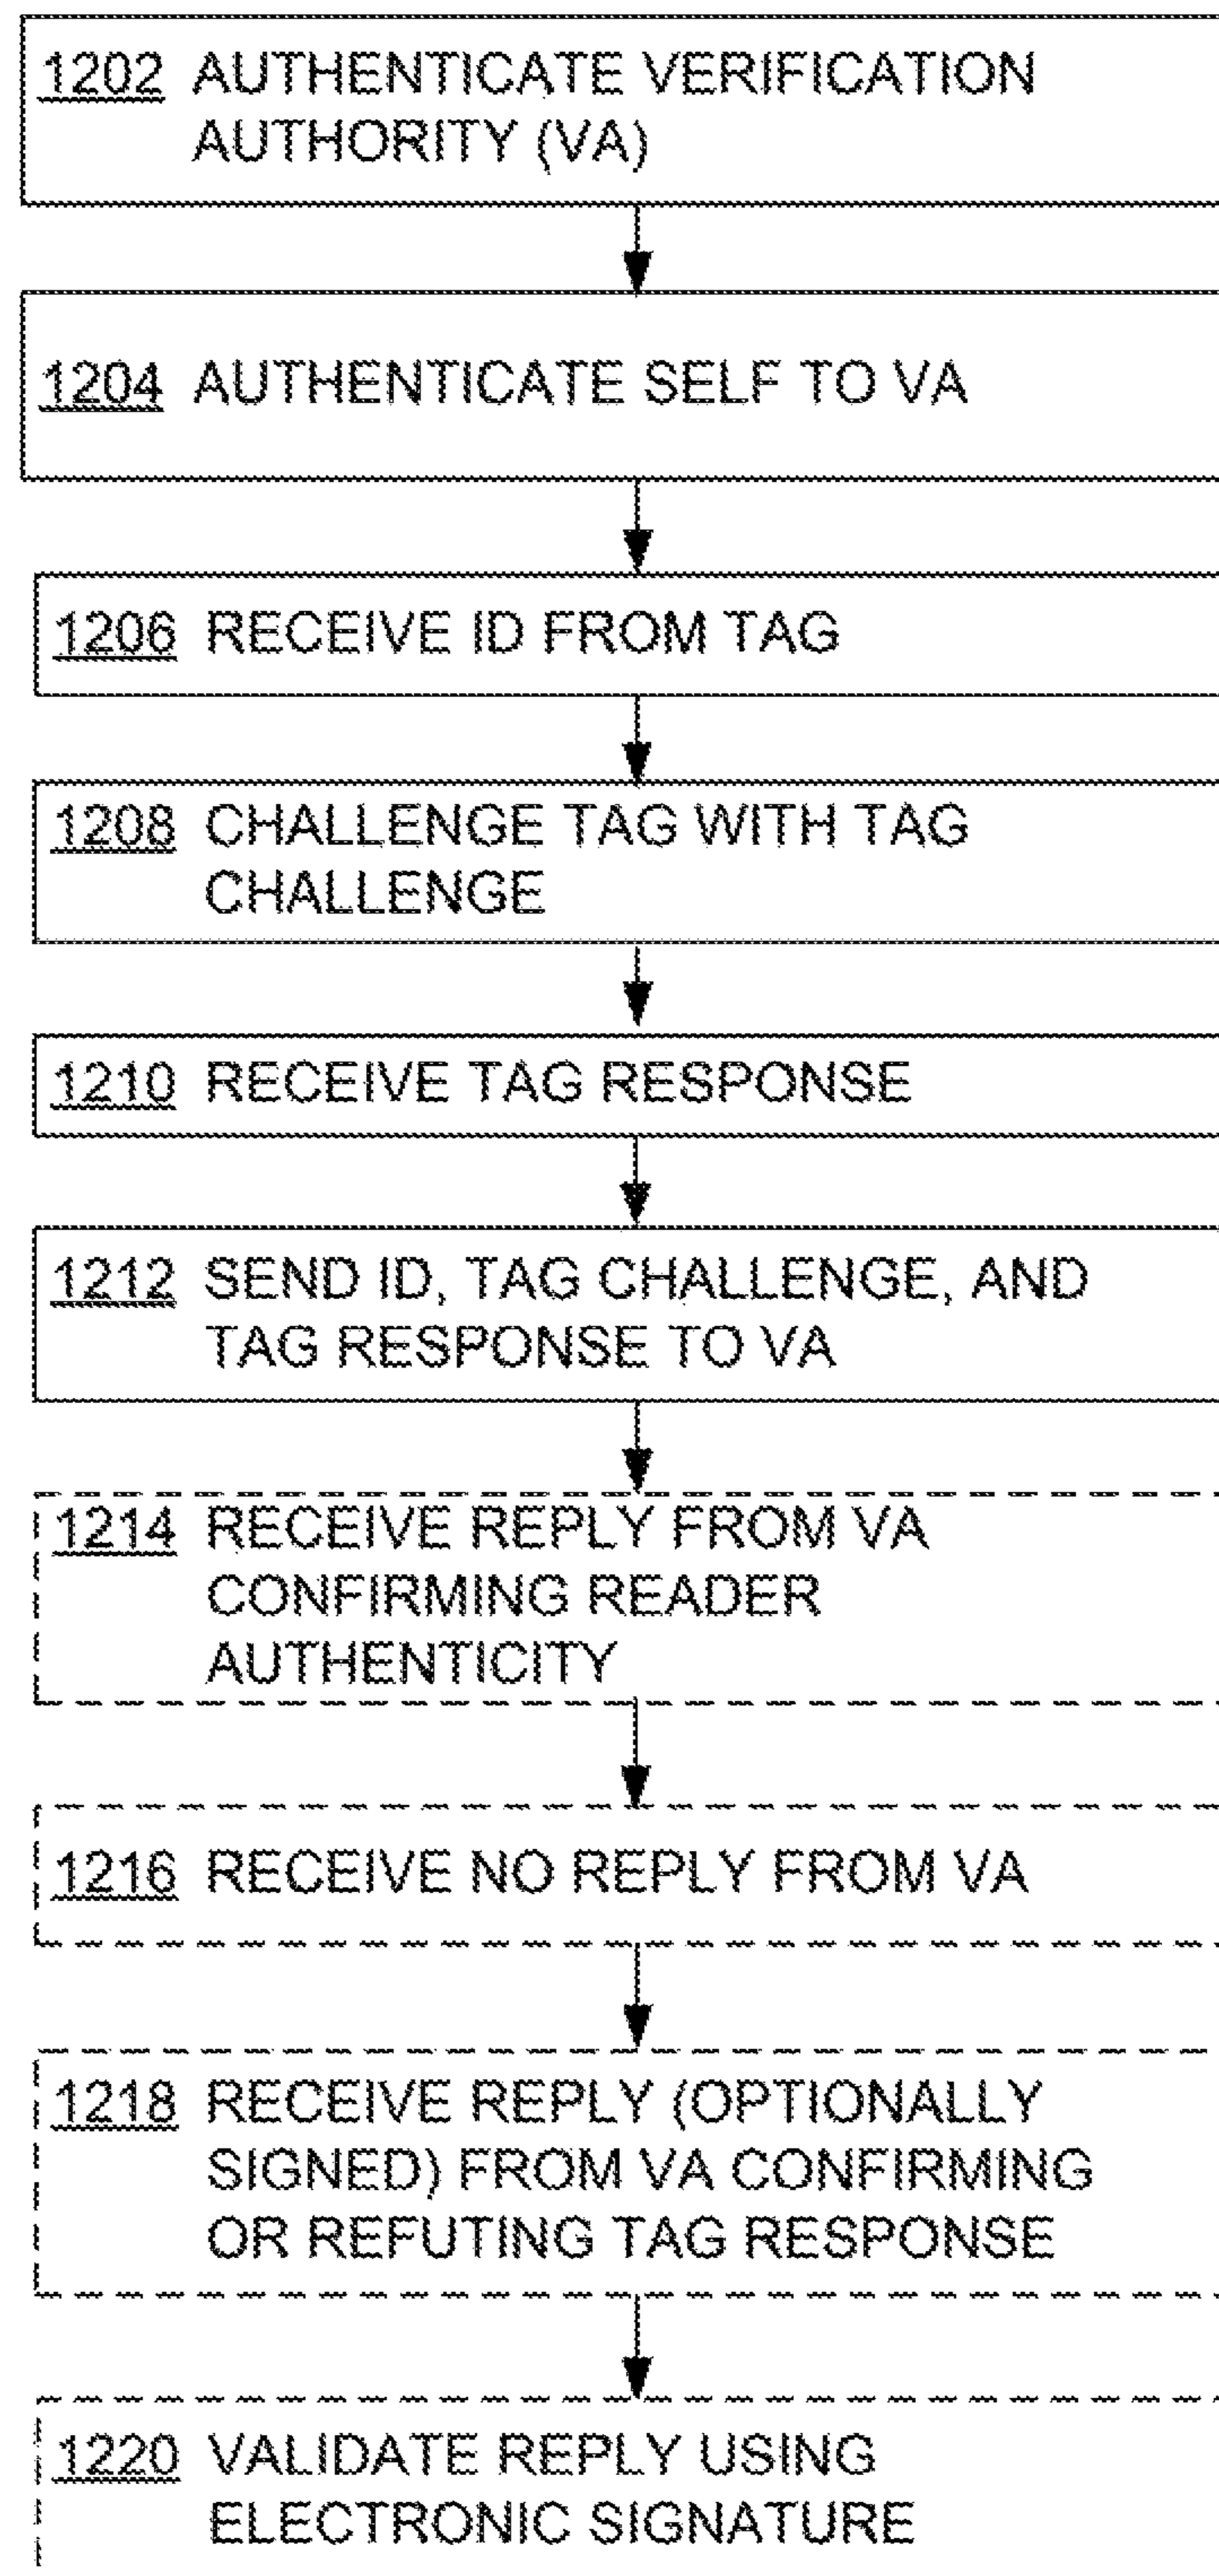 1202 AUTHENTICATE VERIFICATION
AUTHORITY (VA)
1204 AUTHENTICATE SELF TO VA
1206 RECEIVE ID FROM TAG
1208 CHALLENGE TAG WITH TAG
CHALLENGE
1210 RECEIVE TAG RESPONSE
1212 SEND ID, TAG CHALLENGE, AND
TAG RESPONSE TO VA
1214 RECEIVE REPLY FROM VA
CONFIRMING READER
AUTHENTICITY
1216 RECEIVE NO REPLY FROM VA
1218 RECEIVE REPLY (OPTIONALLY
SIGNED) FROM VA CONFIRMING
OR REFUTING TAG RESPONSE
1220 VALIDATE REPLY USING
ELECTRONIC SIGNATURE